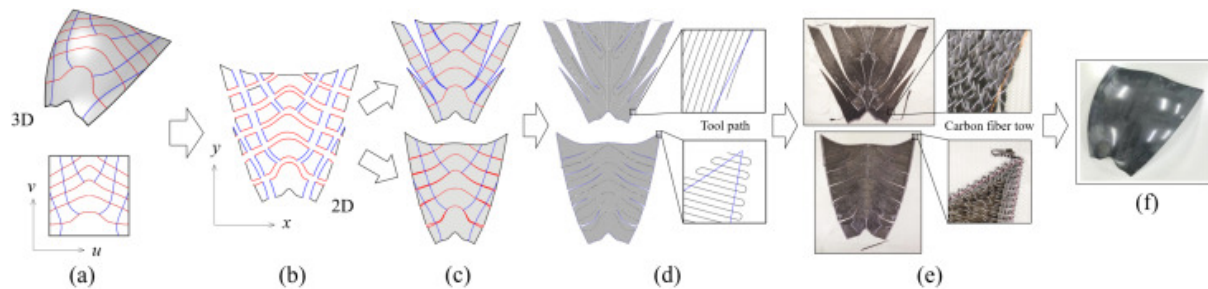 3D
v
u
(a)
y
x
2D
(b)
(c)
Tool path
(d)
Carbon fiber tow
(e)
(f)